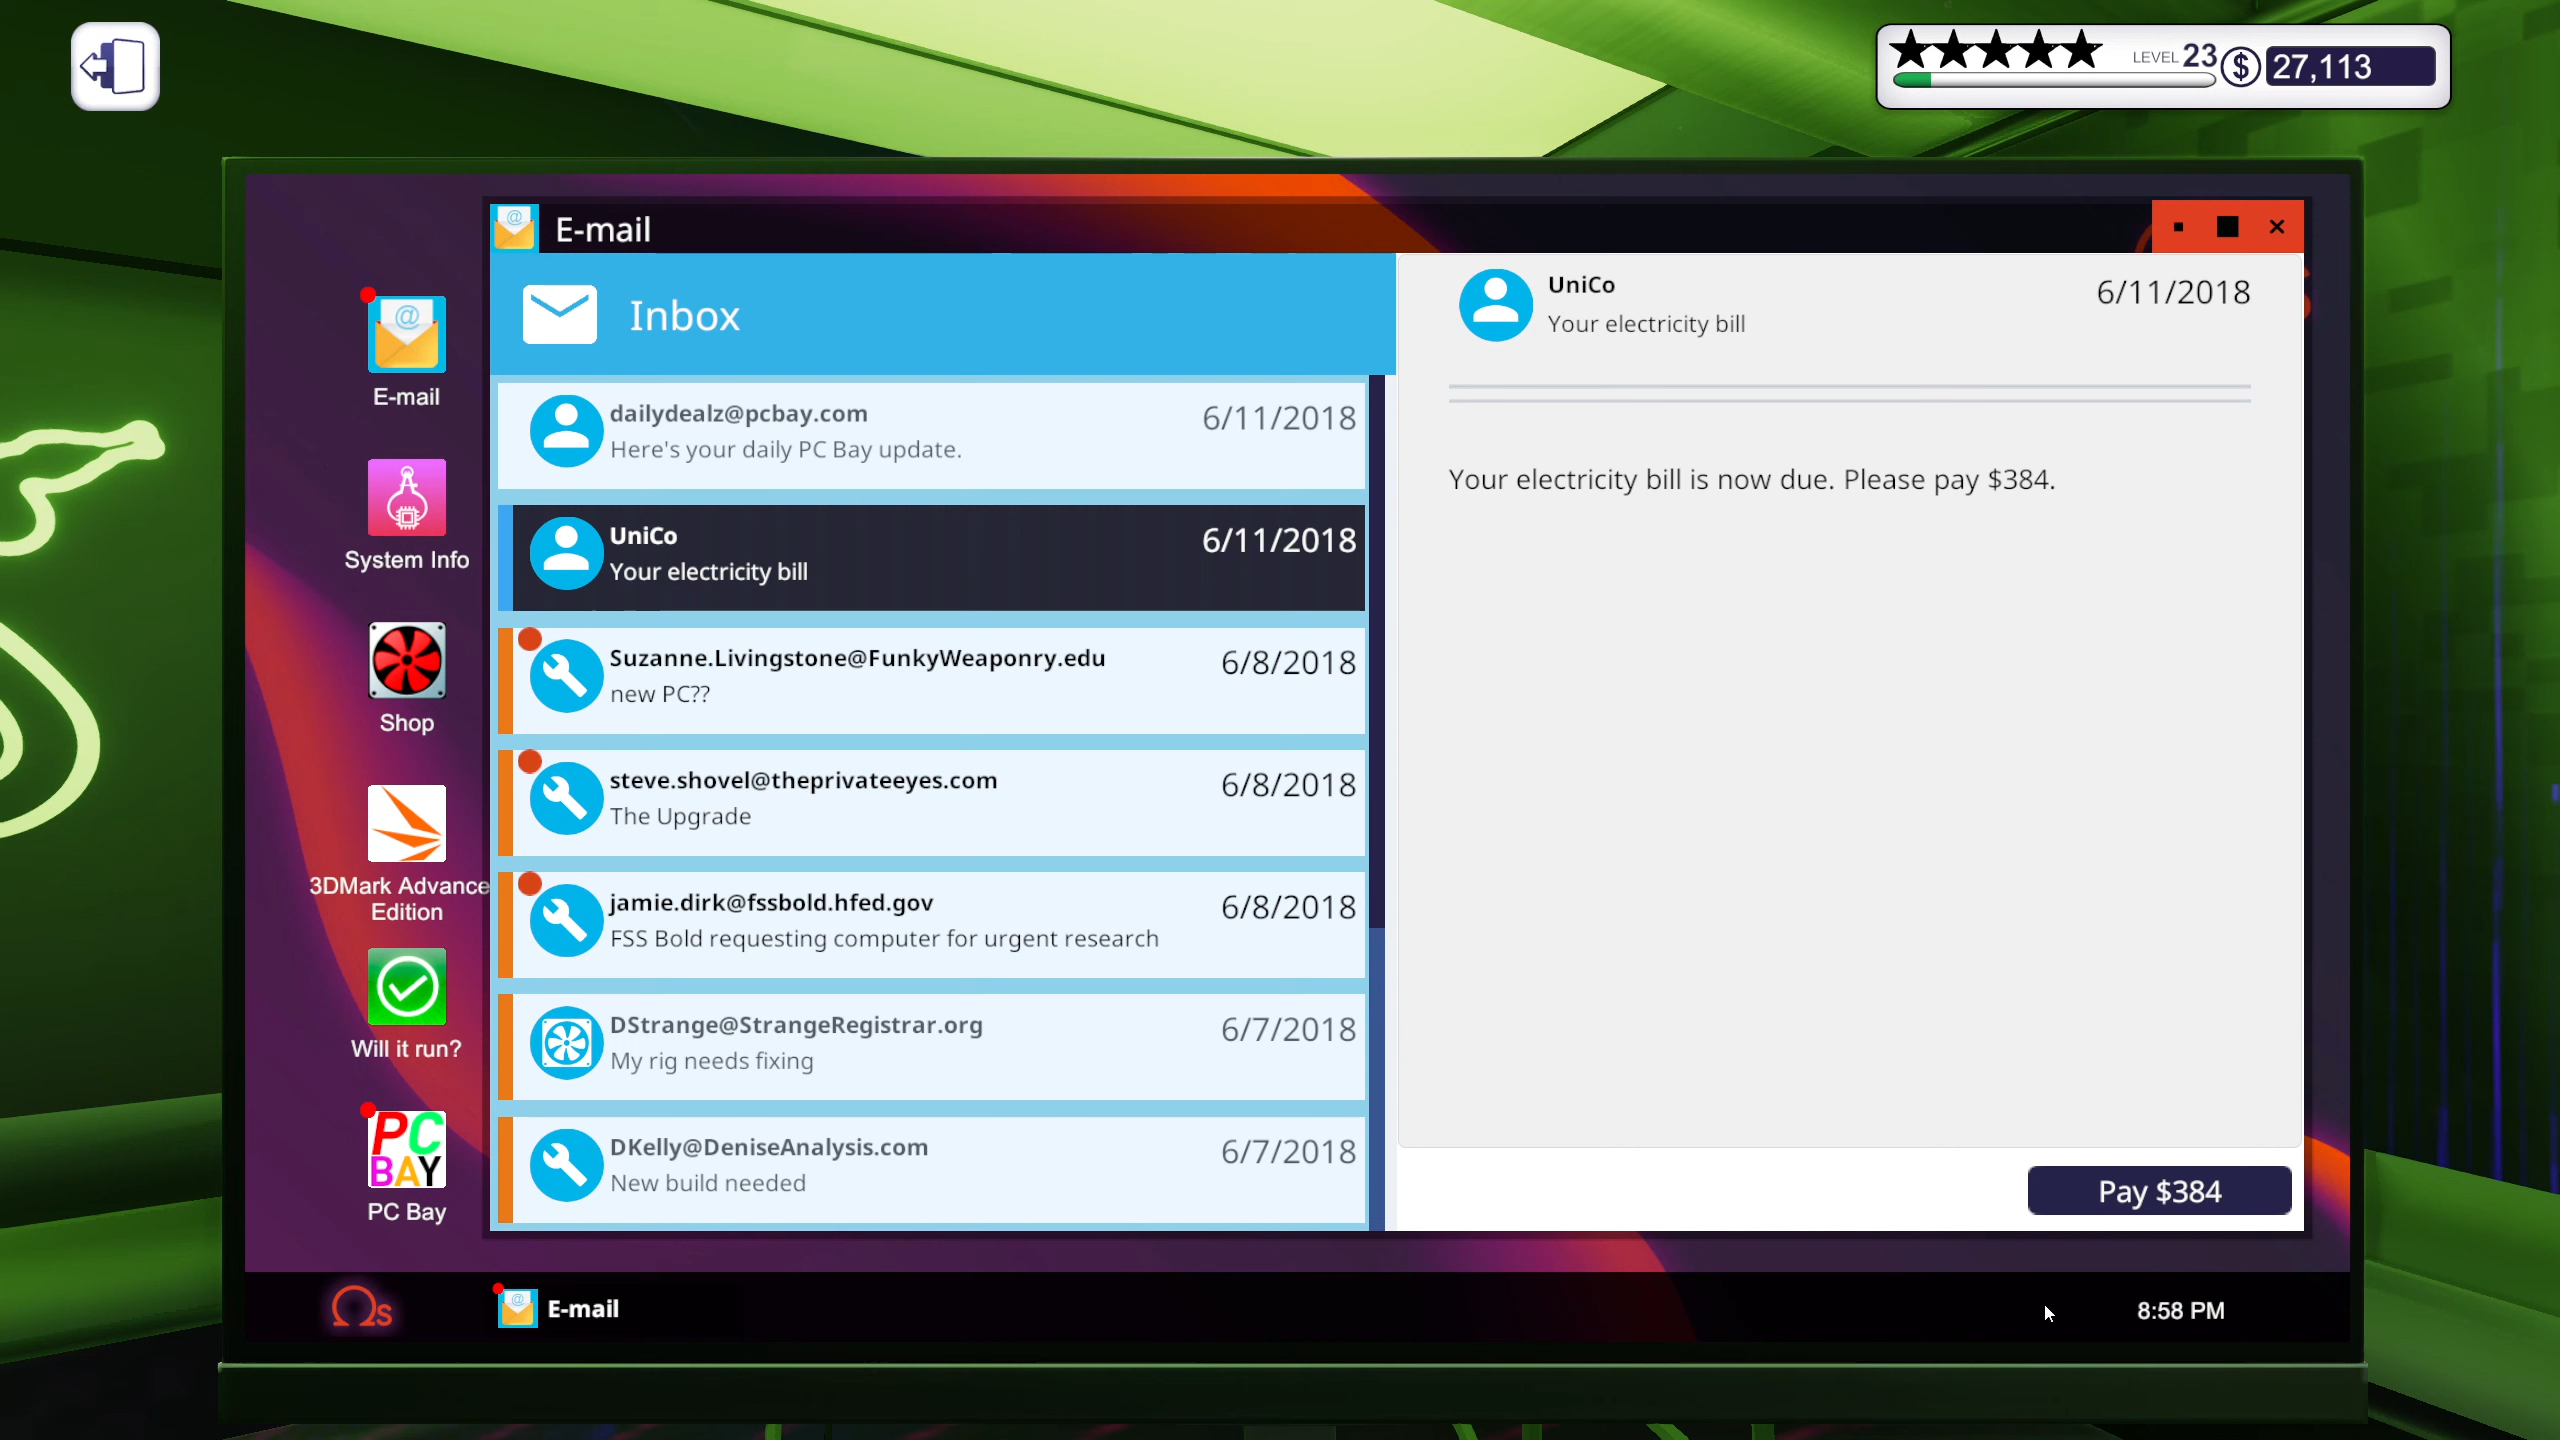 LEVEL 23
$ 27,113
E-mail
Inbox
dailydealz@pcbay.com
6/11/2018
Here's your daily PC Bay update.
UniCo
6/11/2018
Your electricity bill
Suzanne.Livingstone@FunkyWeaponry.edu
6/8/2018
new PC??
steve.shovel@theprivateeyes.com
6/8/2018
The Upgrade
jamie.dirk@fssbold.hfed.gov
6/8/2018
FSS Bold requesting computer for urgent research
DStrange@StrangeRegistrar.org
6/7/2018
My rig needs fixing
DKelly@DeniseAnalysis.com
6/7/2018
New build needed
UniCo
6/11/2018
Your electricity bill
Your electricity bill is now due. Please pay $384.
Pay $384
E-mail
System Info
Shop
3DMark Advance
Edition
Will it run?
PC
BAY
PC Bay
Ωs
E-mail
8:58 PM